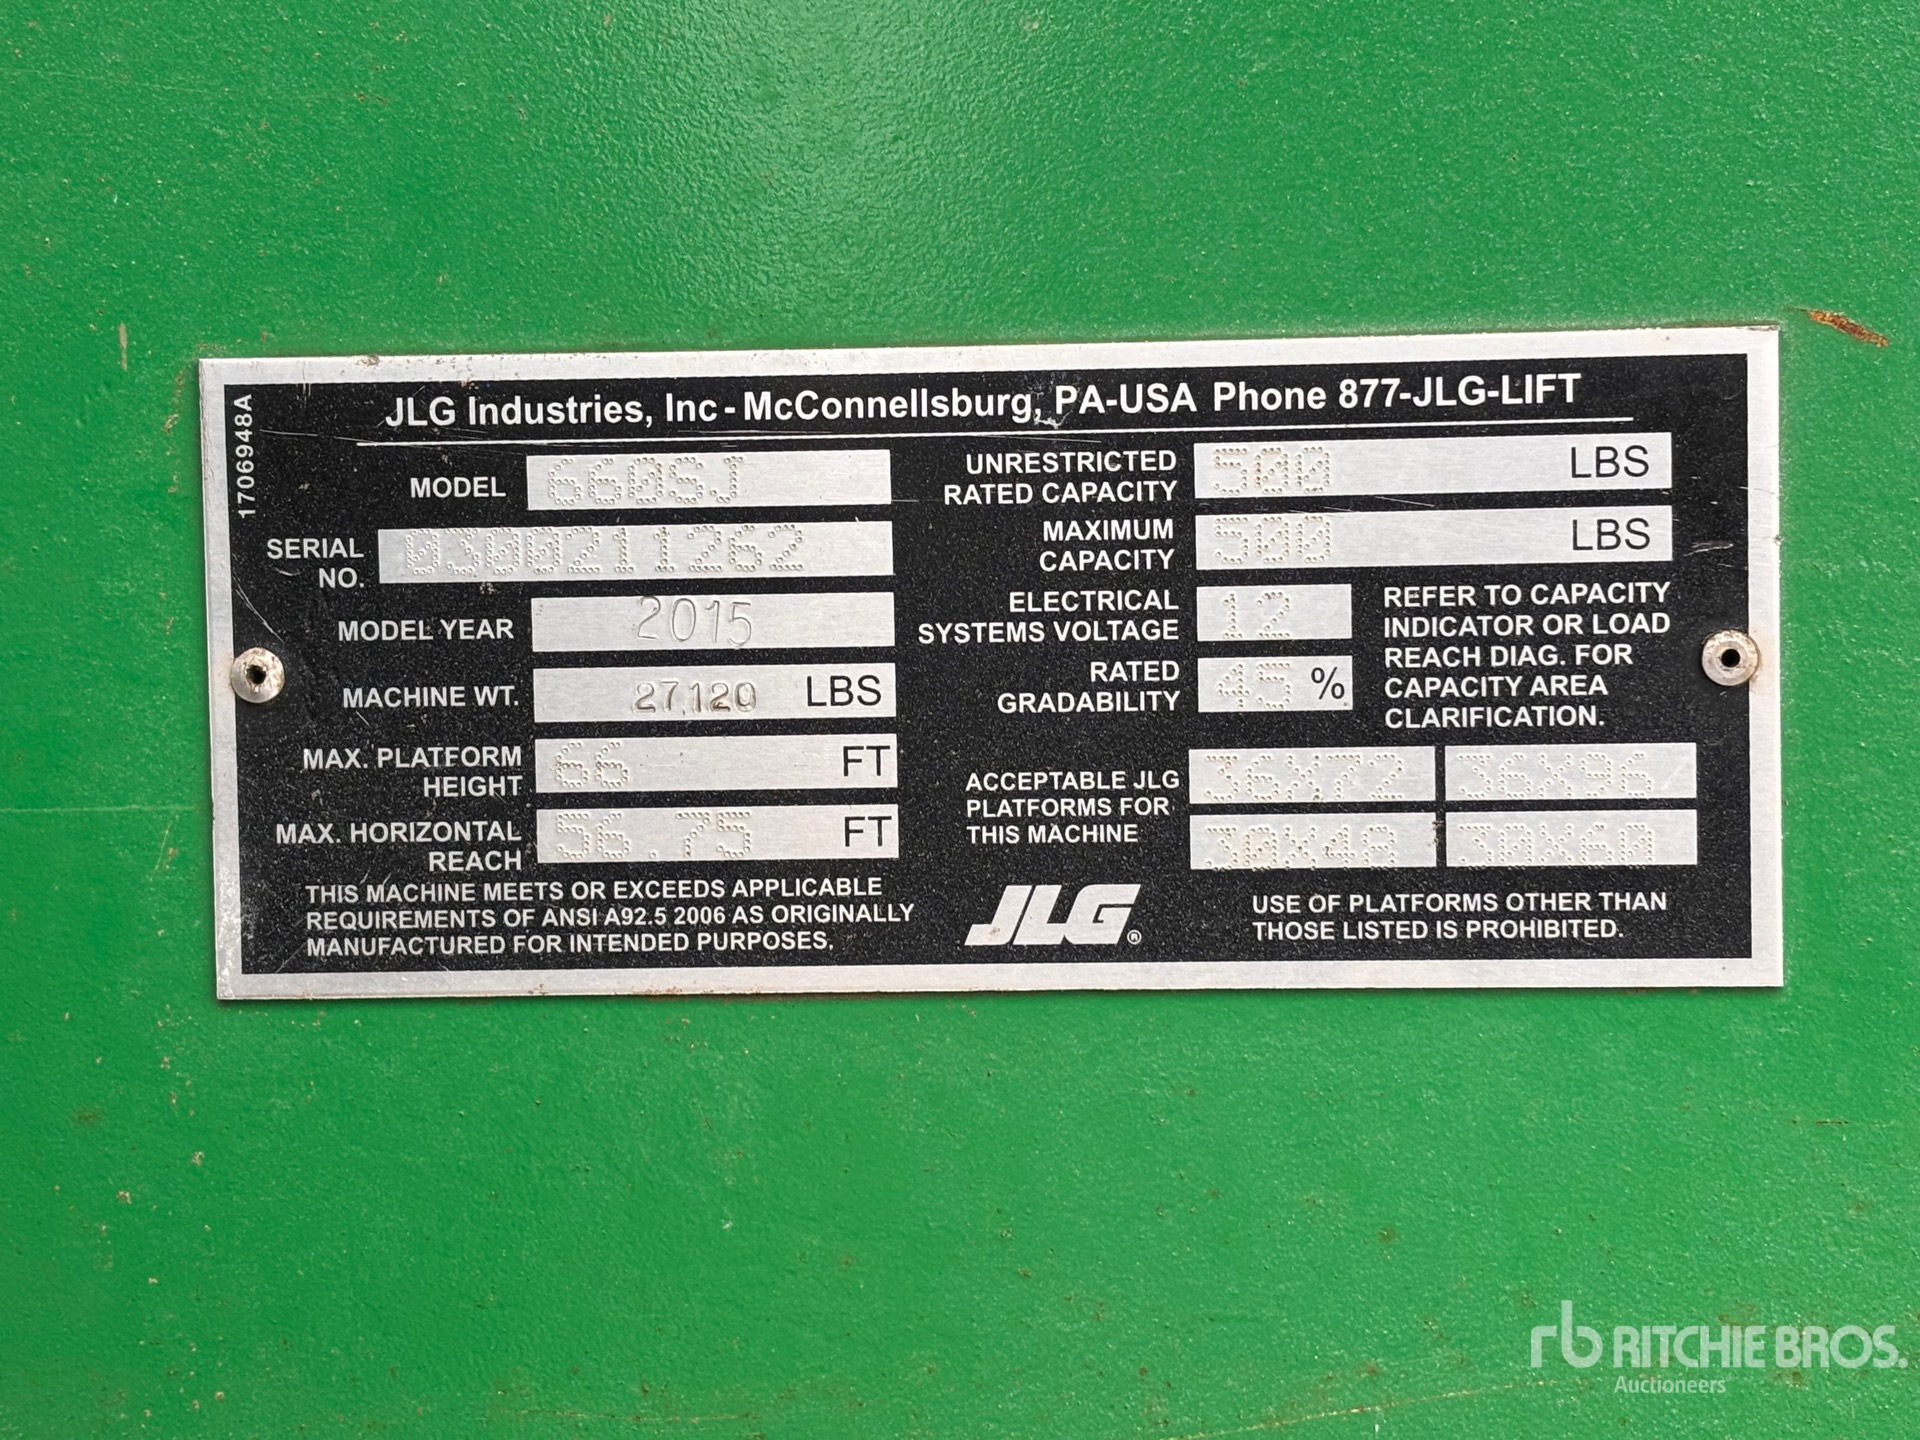 1706948A
JLG Industries, Inc - McConnellsburg, PA-USA Phone 877-JLG-LIFT
MODEL 660SJ
SERIAL NO. 0300211262
MODEL YEAR 2015
MACHINE WT. 27,120 LBS
MAX. PLATFORM HEIGHT 66 FT
MAX. HORIZONTAL REACH 56.75 FT
THIS MACHINE MEETS OR EXCEEDS APPLICABLE
REQUIREMENTS OF ANSI A92.5 2006 AS ORIGINALLY
MANUFACTURED FOR INTENDED PURPOSES.
UNRESTRICTED RATED CAPACITY 500 LBS
MAXIMUM CAPACITY 500 LBS
ELECTRICAL SYSTEMS VOLTAGE 12
RATED GRADABILITY 45 %
REFER TO CAPACITY
INDICATOR OR LOAD
REACH DIAG. FOR
CAPACITY AREA
CLARIFICATION.
ACCEPTABLE JLG
PLATFORMS FOR
THIS MACHINE
36X72 36X96
30X48 30X60
JLG®
USE OF PLATFORMS OTHER THAN
THOSE LISTED IS PROHIBITED.
rb RITCHIE BROS.
Auctioneers